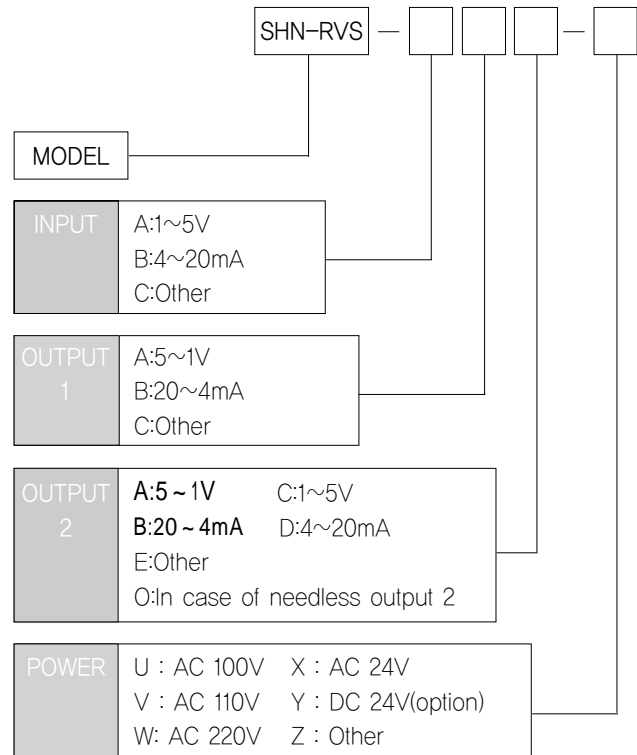 SHN-RVS - -
MODEL
INPUT
A:1~5V
B:4~20mA
C:Other
OUTPUT
1
A:5~1V
B:20~4mA
C:Other
OUTPUT
2
A:5~1V C:1~5V
B:20~4mA D:4~20mA
E:Other
O:In case of needless output 2
POWER
U : AC 100V X : AC 24V
V : AC 110V Y : DC 24V(option)
W: AC 220V Z : Other